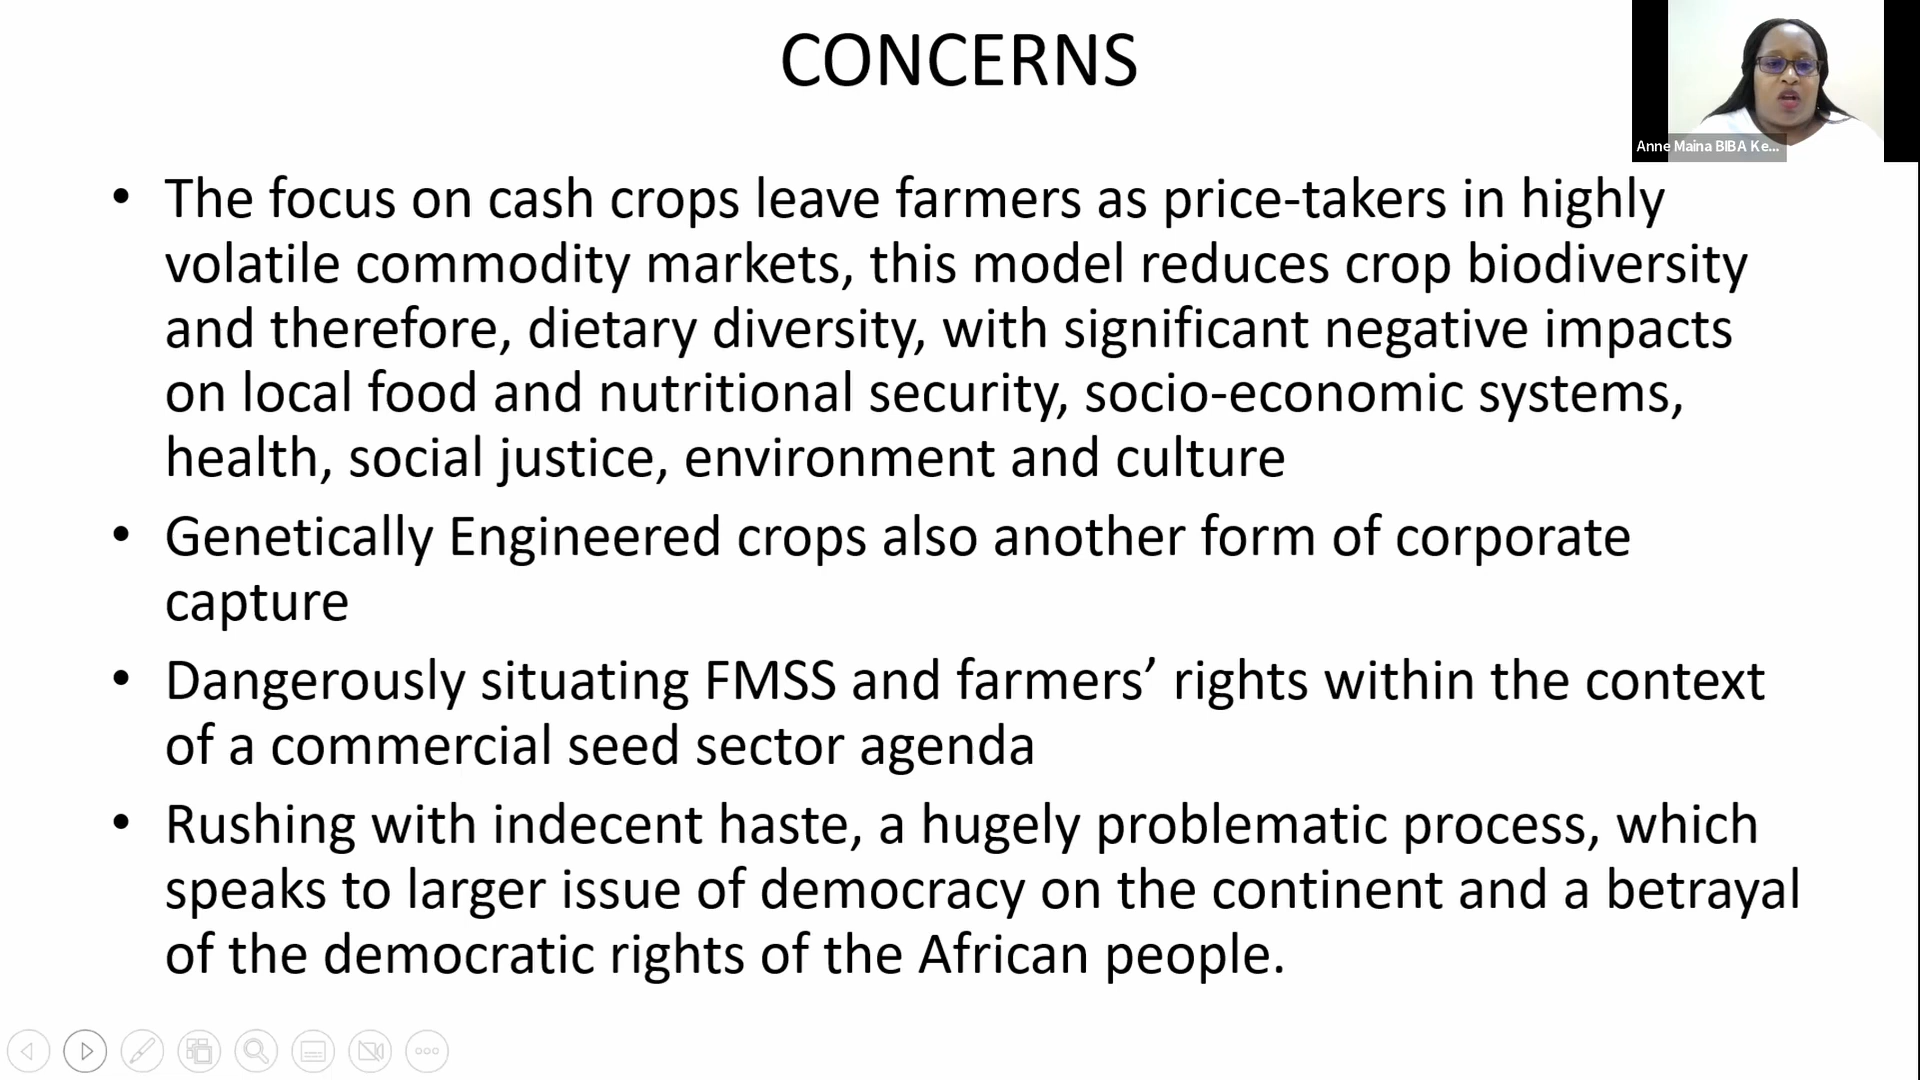 CONCERNS
Anne Maina BIBA Ke...
• The focus on cash crops leave farmers as price-takers in highly
volatile commodity markets, this model reduces crop biodiversity
and therefore, dietary diversity, with significant negative impacts
on local food and nutritional security, socio-economic systems,
health, social justice, environment and culture
• Genetically Engineered crops also another form of corporate
capture
• Dangerously situating FMSS and farmers’ rights within the context
of a commercial seed sector agenda
• Rushing with indecent haste, a hugely problematic process, which
speaks to larger issue of democracy on the continent and a betrayal
of the democratic rights of the African people.